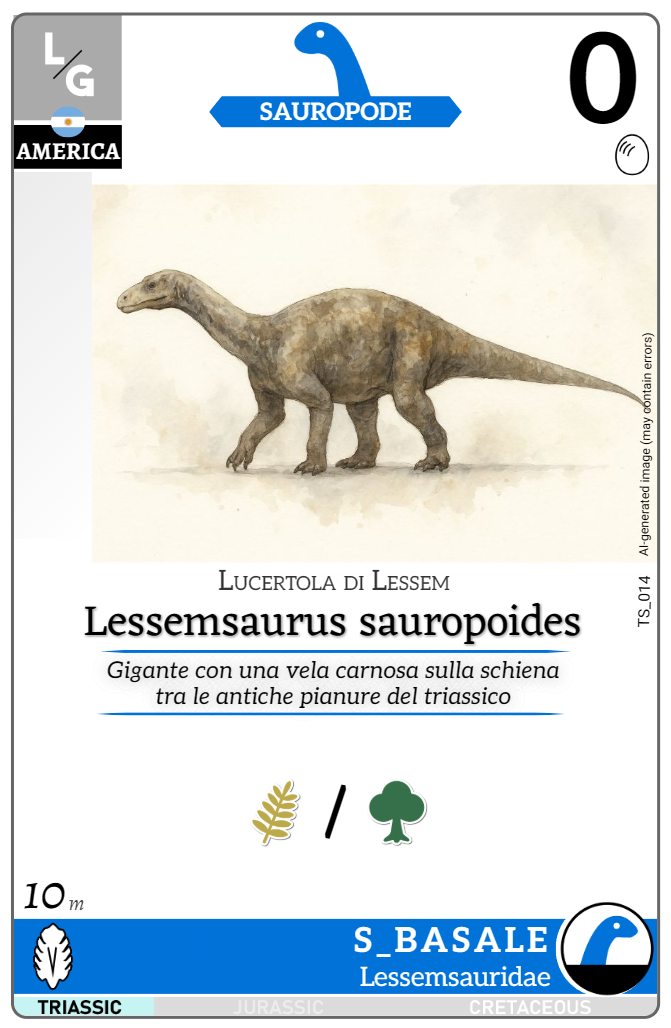 L/G
AMERICA
SAUROPODE
0
AI-generated image (may contain errors)
TS_014
Lucertola di Lessem
Lessemsaurus sauropoides
Gigante con una vela carnosa sulla schiena
tra le antiche pianure del triassico
/
10 m
V
S_BASALE
Lessemsauridae
TRIASSIC JURASSIC CRETACEOUS